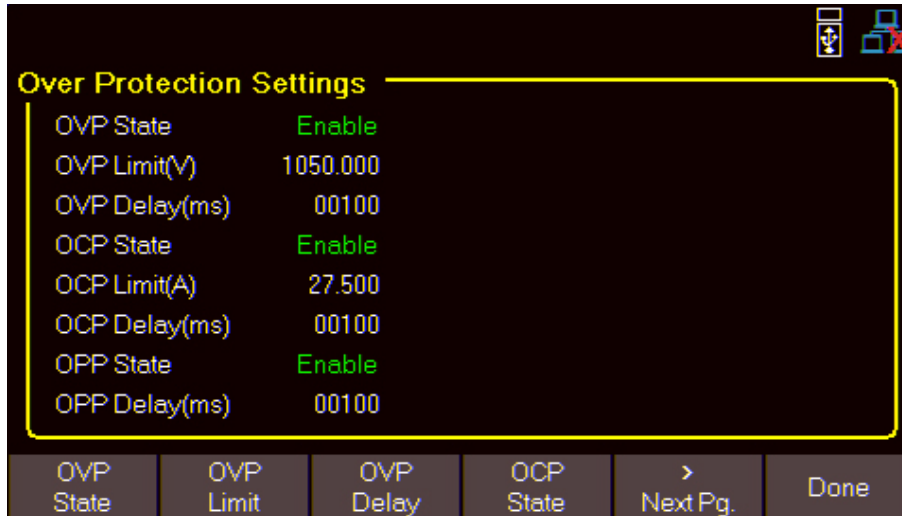 Over Protection Settings
OVP State Enable
OVP Limit(V) 1050.000
OVP Delay(ms) 00100
OCP State Enable
OCP Limit(A) 27.500
OCP Delay(ms) 00100
OPP State Enable
OPP Delay(ms) 00100
OVP State
OVP Limit
OVP Delay
OCP State
> Next Pg.
Done